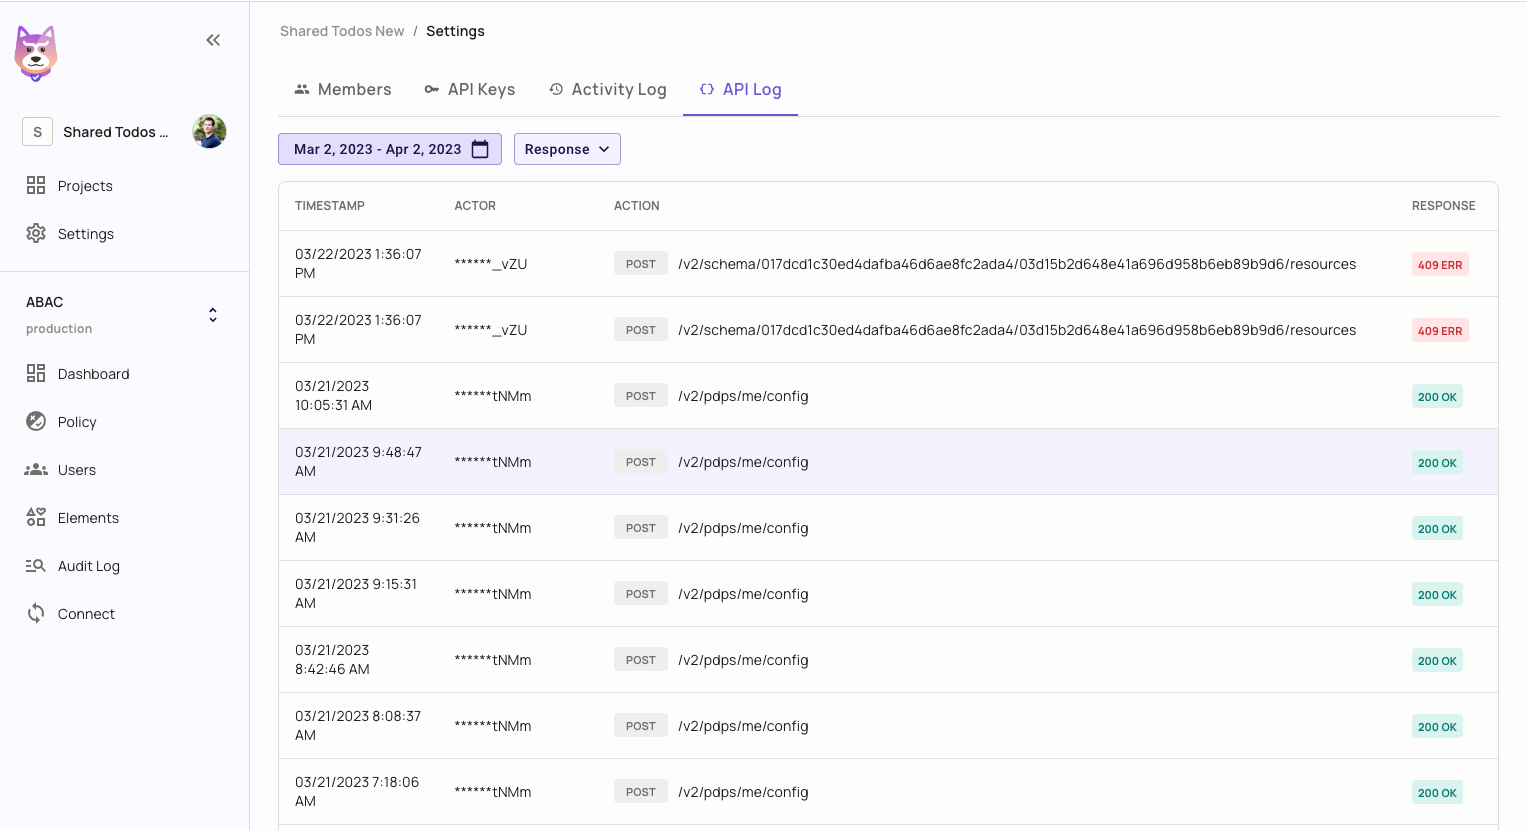 Shared Todos New / Settings
Members
API Keys
Activity Log
API Log
S
Shared Todos ...
Projects
Settings
ABAC
production
Dashboard
Policy
Users
Elements
Audit Log
Connect
Mar 2, 2023 - Apr 2, 2023
Response
TIMESTAMP ACTOR ACTION RESPONSE
03/22/2023 1:36:07
PM
******_vZU
POST /v2/schema/017dcd1c30ed4dafba46d6ae8fc2ada4/03d15b2d648e41a696d958b6eb89b9d6/resources
409 ERR
03/22/2023 1:36:07
PM
******_vZU
POST /v2/schema/017dcd1c30ed4dafba46d6ae8fc2ada4/03d15b2d648e41a696d958b6eb89b9d6/resources
409 ERR
03/21/2023
10:05:31 AM
******tNMm
POST /v2/pdps/me/config
200 OK
03/21/2023 9:48:47
AM
******tNMm
POST /v2/pdps/me/config
200 OK
03/21/2023 9:31:26
AM
******tNMm
POST /v2/pdps/me/config
200 OK
03/21/2023 9:15:31
AM
******tNMm
POST /v2/pdps/me/config
200 OK
03/21/2023
8:42:46 AM
******tNMm
POST /v2/pdps/me/config
200 OK
03/21/2023 8:08:37
AM
******tNMm
POST /v2/pdps/me/config
200 OK
03/21/2023 7:18:06
AM
******tNMm
POST /v2/pdps/me/config
200 OK